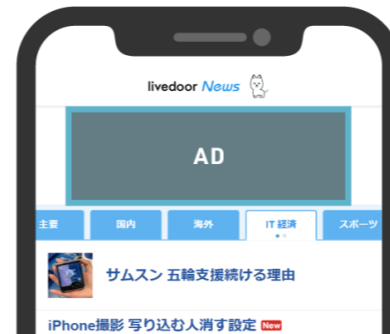 livedoor News
AD
主要 国内 海外 IT 経済 スポーツ
サムスン 五輪支援続ける理由
iPhone撮影 写り込む人消す設定 New